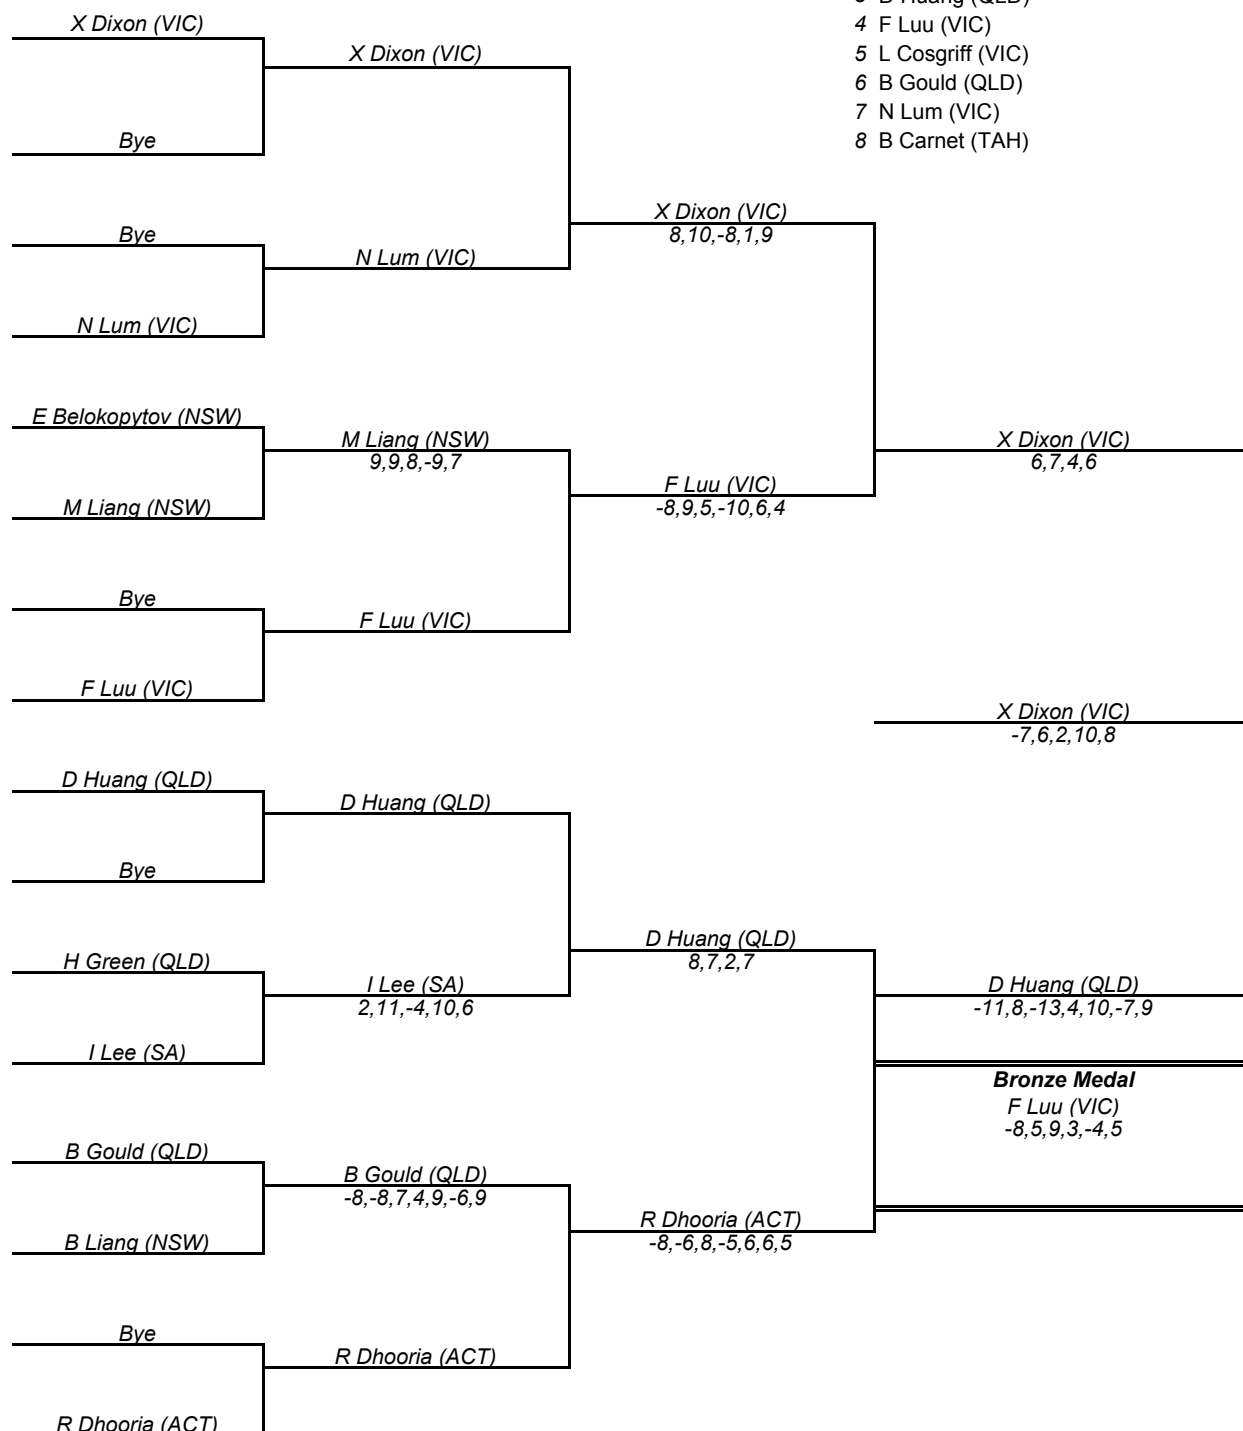 3 D Huang (QLD)
X Dixon (VIC)
4 F Luu (VIC)
X Dixon (VIC)
5 L Cosgriff (VIC)
6 B Gould (QLD)
7 N Lum (VIC)
Bye
8 B Carnet (TAH)
X Dixon (VIC)
8,10,-8,1,9
Bye
N Lum (VIC)
N Lum (VIC)
E Belokopytov (NSW)
M Liang (NSW)
9,9,8,-9,7
X Dixon (VIC)
6,7,4,6
F Luu (VIC)
-8,9,5,-10,6,4
M Liang (NSW)
Bye
F Luu (VIC)
F Luu (VIC)
X Dixon (VIC)
-7,6,2,10,8
D Huang (QLD)
D Huang (QLD)
Bye
D Huang (QLD)
8,7,2,7
H Green (QLD)
I Lee (SA)
2,11,-4,10,6
D Huang (QLD)
-11,8,-13,4,10,-7,9
I Lee (SA)
Bronze Medal
F Luu (VIC)
-8,5,9,3,-4,5
B Gould (QLD)
B Gould (QLD)
-8,-8,7,4,9,-6,9
R Dhooria (ACT)
-8,-6,8,-5,6,6,5
B Liang (NSW)
Bye
R Dhooria (ACT)
R Dhooria (ACT)